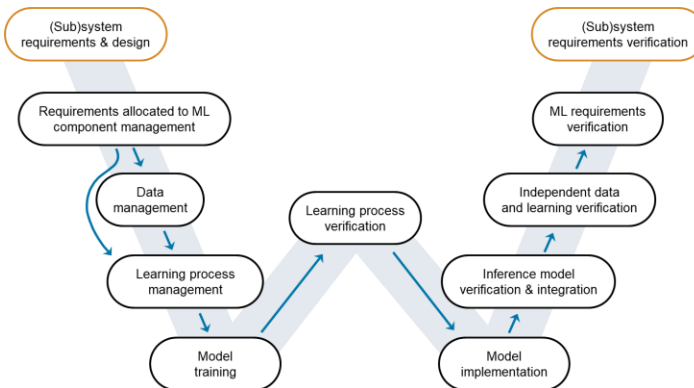 (Sub)system
requirements & design
(Sub)system
requirements verification
Requirements allocated to ML
component management
ML requirements
verification
Data
management
Learning process
verification
Independent data
and learning verification
Learning process
management
Inference model
verification & integration
Model
training
Model
implementation